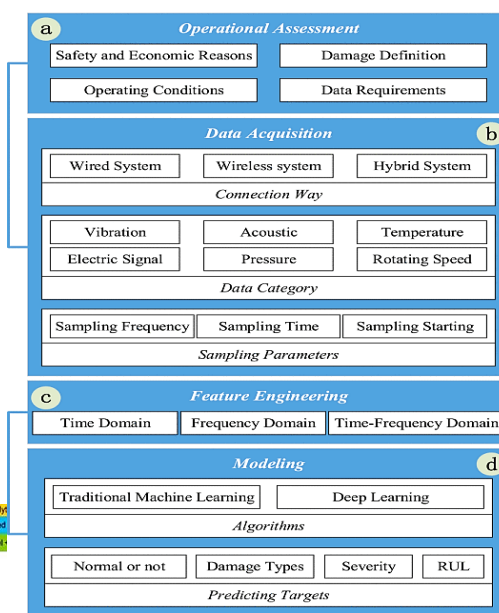 a
Operational Assessment
Safety and Economic Reasons Damage Definition
Operating Conditions Data Requirements
Data Acquisition b
Wired System Wireless system Hybrid System
Connection Way
Vibration Acoustic Temperature
Electric Signal Pressure Rotating Speed
Data Category
Sampling Frequency Sampling Time Sampling Starting
Sampling Parameters
c Feature Engineering
Time Domain Frequency Domain Time-Frequency Domain
Modeling d
Traditional Machine Learning Deep Learning
Algorithms
Normal or not Damage Types Severity RUL
Predicting Targets